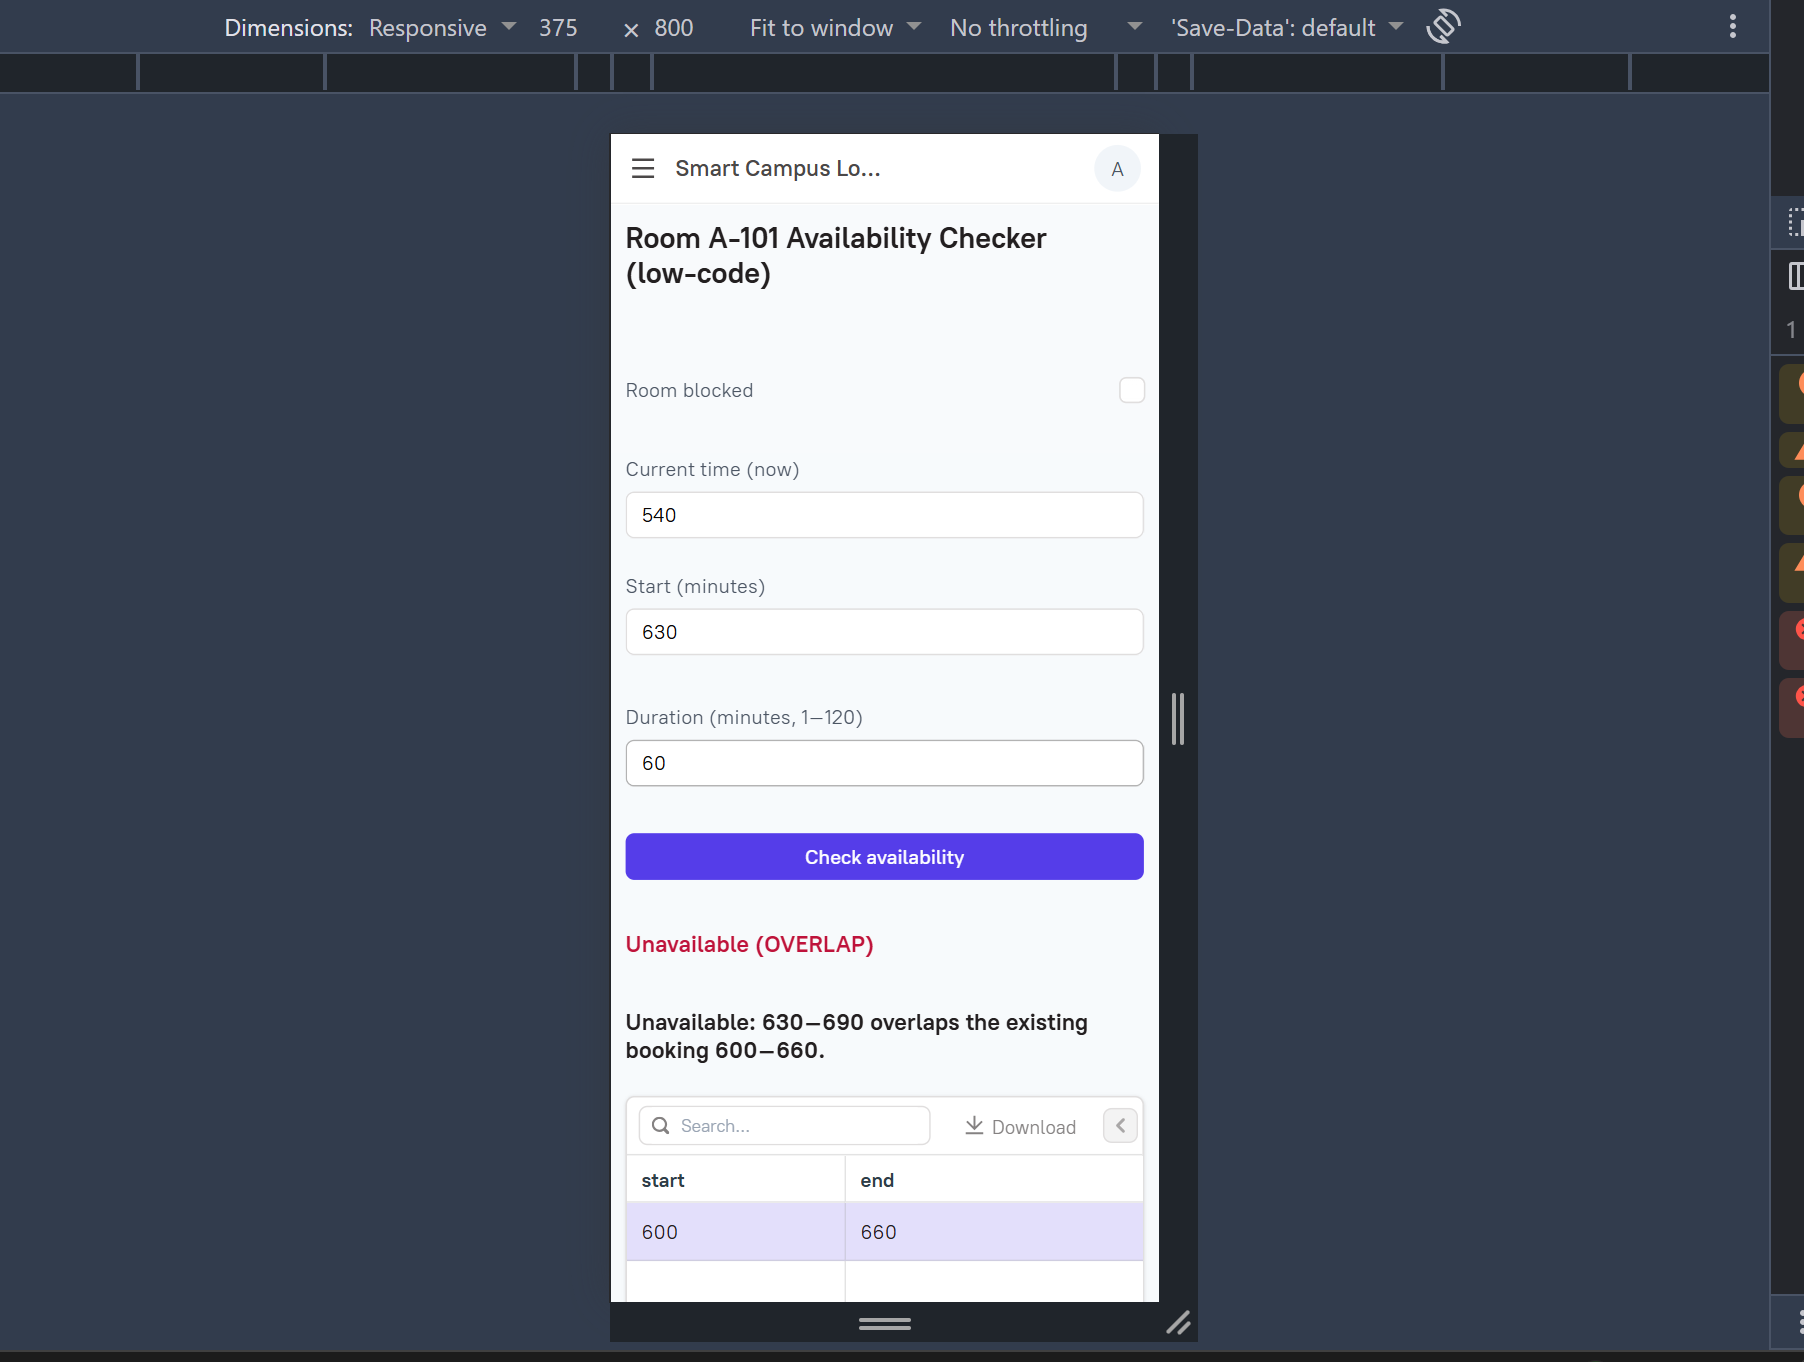 Dimensions: Responsive 375 × 800 Fit to window No throttling 'Save-Data': default
Smart Campus Lo... A
Room A-101 Availability Checker
(low-code)
Room blocked
Current time (now)
540
Start (minutes)
630
Duration (minutes, 1–120)
60
Check availability
Unavailable (OVERLAP)
Unavailable: 630–690 overlaps the existing
booking 600–660.
Search... Download
start end
600 660
1